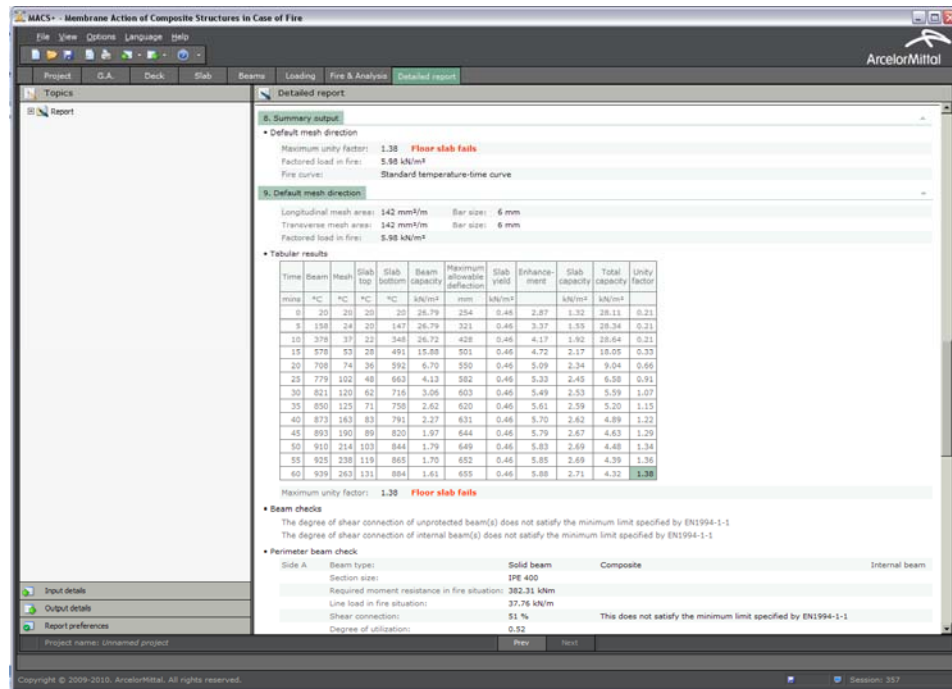 MACS+ - Membrane Action of Composite Structures in Case of Fire
File View Options Language Help
ArcelorMittal
Project G.A. Deck Slab Beams Loading Fire & Analysis Detailed report
Topics
Report
Detailed report
8. Summary output
• Default mesh direction
Maximum unity factor: 1.38 Floor slab fails
Factored load in fire: 5.98 kN/m²
Fire curve: Standard temperature-time curve
9. Default mesh direction
Longitudinal mesh area: 142 mm²/m Bar size: 6 mm
Transverse mesh area: 142 mm²/m Bar size: 6 mm
Factored load in fire: 5.98 kN/m²
• Tabular results
Time Beam Mesh Slab top Slab bottom Beam capacity Maximum allowable deflection Slab yield Enhance-ment Slab capacity Total capacity Unity factor
mins °C °C °C °C kN/m² mm kN/m² kN/m² kN/m²
0 20 20 20 20 26.79 254 0.46 2.87 1.32 28.11 0.21
5 158 24 20 147 26.79 321 0.46 3.37 1.55 28.34 0.21
10 378 37 22 348 26.72 428 0.46 4.17 1.92 28.64 0.21
15 578 53 28 491 15.88 501 0.46 4.72 2.17 18.05 0.33
20 708 74 36 592 6.70 550 0.46 5.09 2.34 9.04 0.66
25 779 102 48 663 4.13 582 0.46 5.33 2.45 6.58 0.91
30 821 120 62 716 3.06 603 0.46 5.49 2.53 5.59 1.07
35 850 125 71 758 2.62 620 0.46 5.61 2.59 5.20 1.15
40 873 163 83 791 2.27 631 0.46 5.70 2.62 4.89 1.22
45 893 190 89 820 1.97 644 0.46 5.79 2.67 4.63 1.29
50 910 214 103 844 1.79 649 0.46 5.83 2.69 4.48 1.34
55 925 238 119 865 1.70 652 0.46 5.85 2.69 4.39 1.36
60 939 263 131 884 1.61 655 0.46 5.88 2.71 4.32 1.38
Maximum unity factor: 1.38 Floor slab fails
• Beam checks
The degree of shear connection of unprotected beam(s) does not satisfy the minimum limit specified by EN1994-1-1
The degree of shear connection of internal beam(s) does not satisfy the minimum limit specified by EN1994-1-1
• Perimeter beam check
Side A Beam type: Solid beam Composite Internal beam
Section size: IPE 400
Required moment resistance in fire situation: 382.31 kNm
Line load in fire situation: 37.76 kN/m
Shear connection: 51 % This does not satisfy the minimum limit specified by EN1994-1-1
Degree of utilization: 0.52
Input details
Output details
Report preferences
Project name: Unnamed project
Prev Next
Copyright © 2009-2010. ArcelorMittal. All rights reserved.
Session: 357